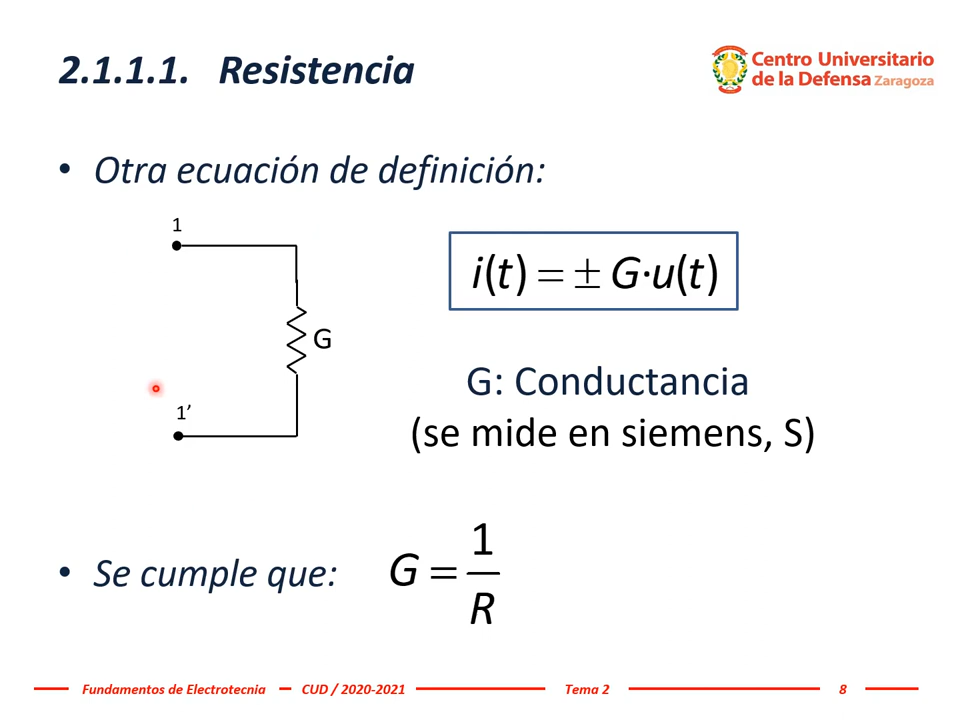 2.1.1.1. Resistencia
Centro Universitario
de la Defensa Zaragoza
• Otra ecuación de definición:
1
i(t) = ± G·u(t)
G
G: Conductancia
1’
(se mide en siemens, S)
• Se cumple que: G = 1/R
Fundamentos de Electrotecnia CUD / 2020-2021 Tema 2 8